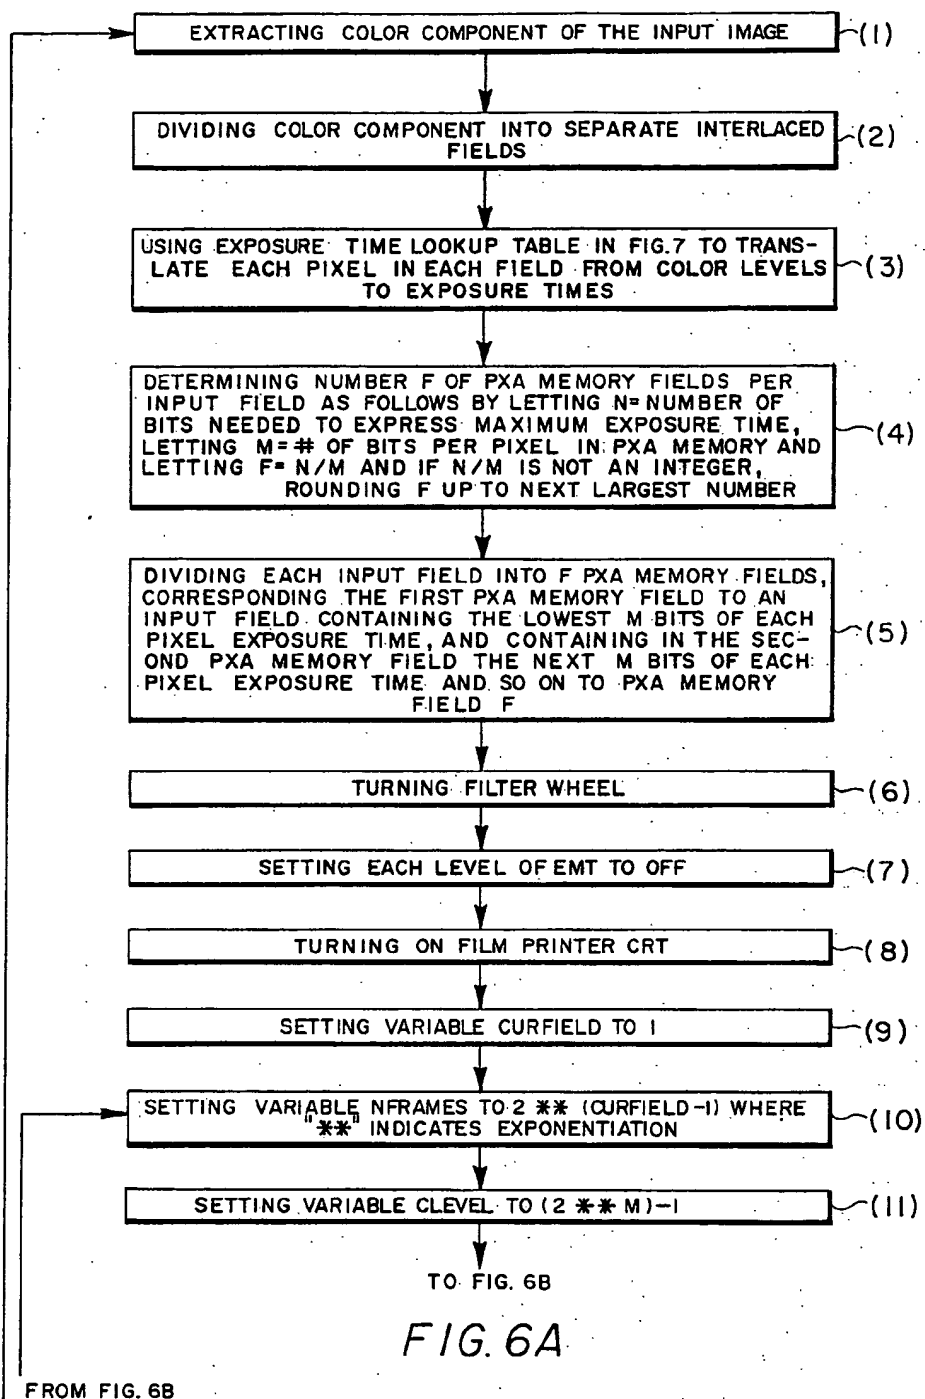 EXTRACTING COLOR COMPONENT OF THE INPUT IMAGE
(1)
DIVIDING COLOR COMPONENT INTO SEPARATE INTERLACED
FIELDS
(2)
USING EXPOSURE TIME LOOKUP TABLE IN FIG.7 TO TRANS-
LATE EACH PIXEL IN EACH FIELD FROM COLOR LEVELS
TO EXPOSURE TIMES
(3)
DETERMINING NUMBER F OF PXA MEMORY FIELDS PER
INPUT FIELD AS FOLLOWS BY LETTING N=NUMBER OF
BITS NEEDED TO EXPRESS MAXIMUM EXPOSURE TIME,
LETTING M=# OF BITS PER PIXEL IN PXA MEMORY AND
LETTING F= N/M AND IF N/M IS NOT AN INTEGER,
ROUNDING F UP TO NEXT LARGEST NUMBER
(4)
DIVIDING EACH INPUT FIELD INTO F PXA MEMORY FIELDS,
CORRESPONDING THE FIRST PXA MEMORY FIELD TO AN
INPUT FIELD CONTAINING THE LOWEST M BITS OF EACH
PIXEL EXPOSURE TIME, AND CONTAINING IN THE SEC-
OND PXA MEMORY FIELD THE NEXT M BITS OF EACH
PIXEL EXPOSURE TIME AND SO ON TO PXA MEMORY
FIELD F
(5)
TURNING FILTER WHEEL
(6)
SETTING EACH LEVEL OF EMT TO OFF
(7)
TURNING ON FILM PRINTER CRT
(8)
SETTING VARIABLE CURFIELD TO 1
(9)
SETTING VARIABLE NFRAMES TO 2 ** (CURFIELD-1) WHERE
"**" INDICATES EXPONENTIATION
(10)
SETTING VARIABLE CLEVEL TO (2 ** M)-1
(11)
TO FIG. 6B
FIG. 6A
FROM FIG. 6B